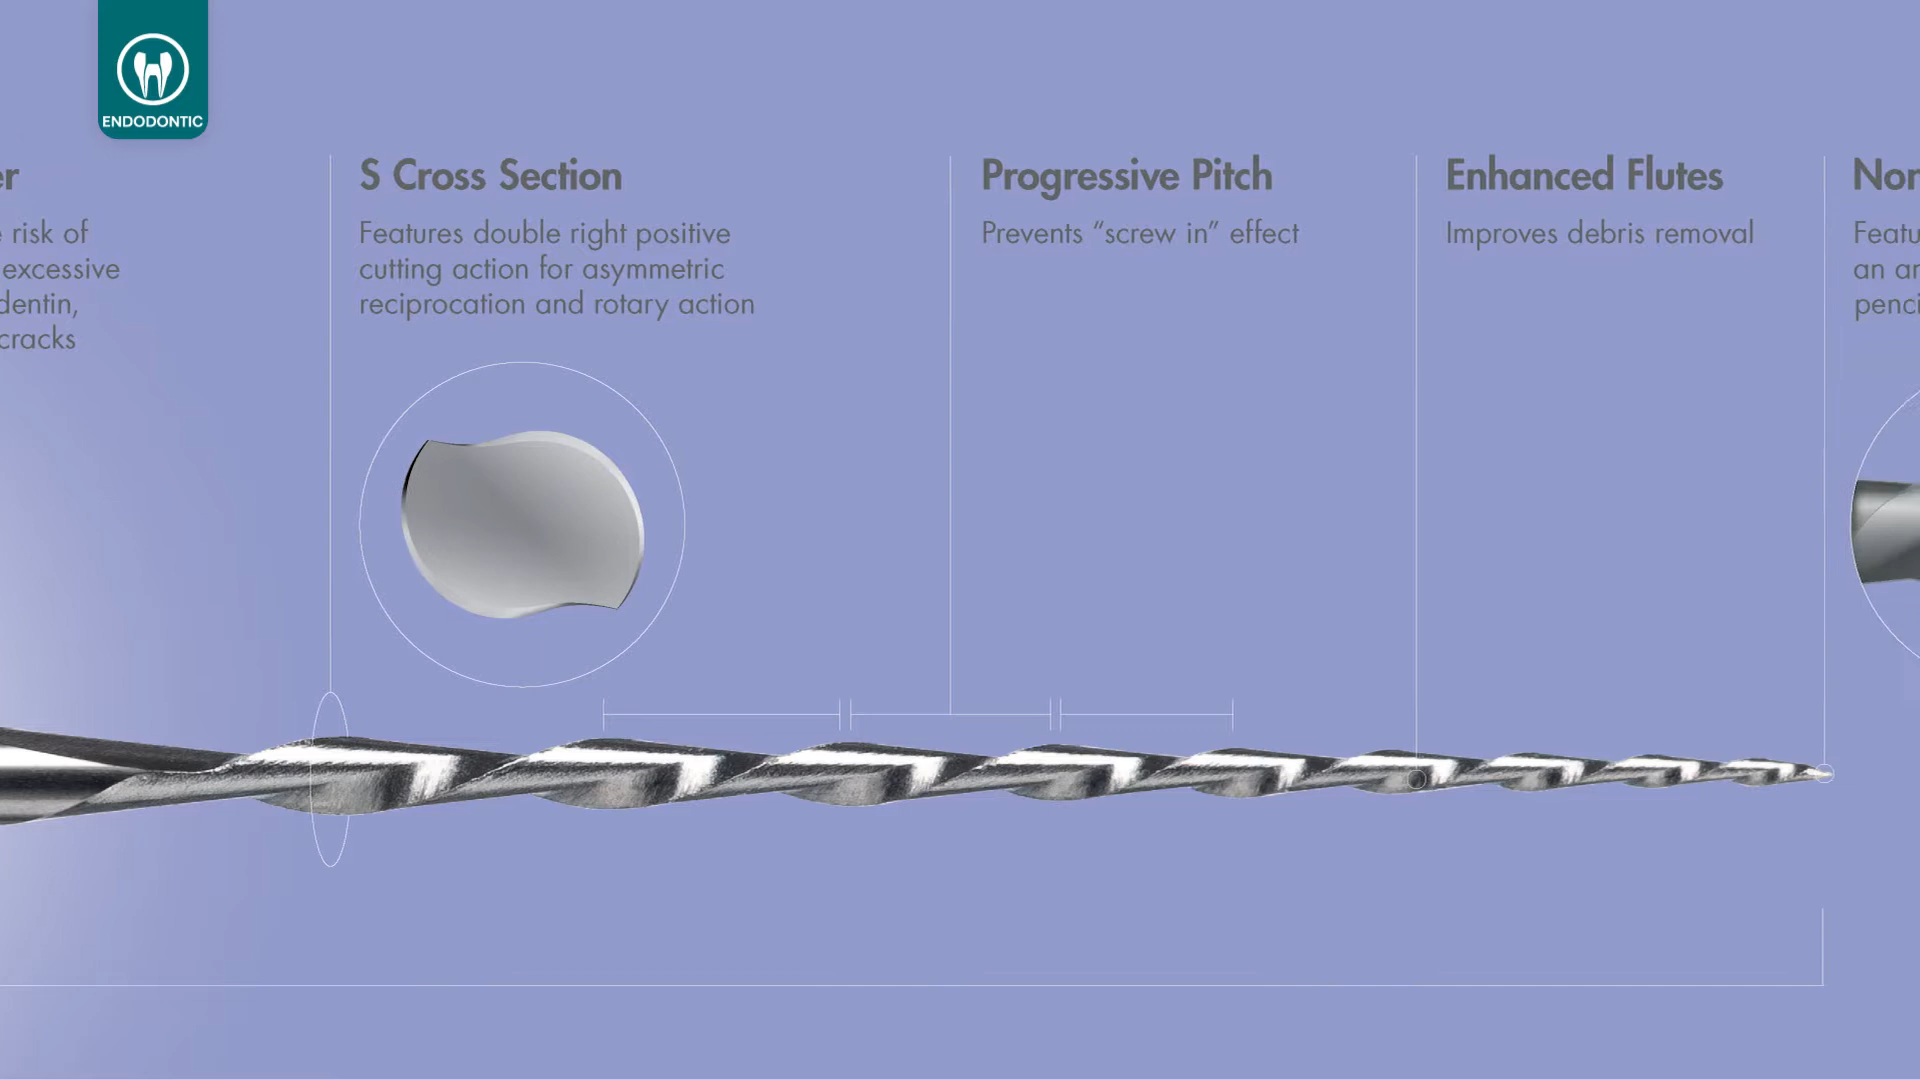 ENDODONTIC
er
risk of
excessive
dentin,
cracks
S Cross Section
Features double right positive
cutting action for asymmetric
reciprocation and rotary action
Progressive Pitch
Prevents “screw in” effect
Enhanced Flutes
Improves debris removal